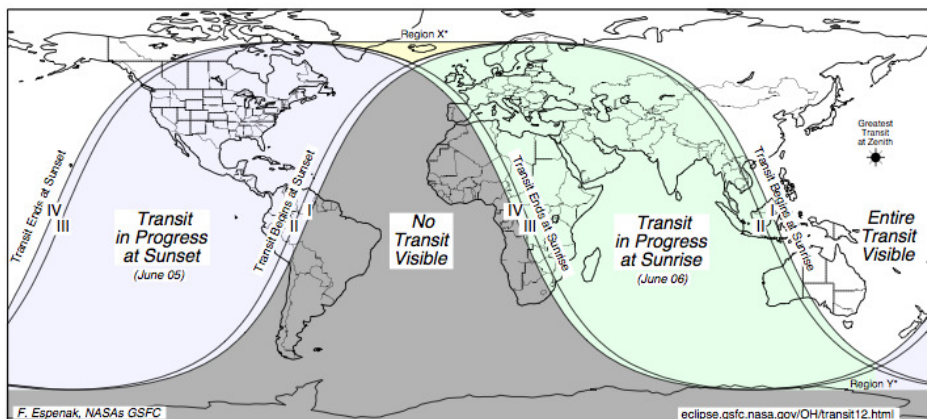 Region X*
Greatest
Transit
at Zenith
Transit Ends at Sunset
IV
III
Transit
in Progress
at Sunset
(June 05)
Transit Begins at Sunset
I
II
No
Transit
Visible
Transit Ends at Sunrise
IV
III
Transit
in Progress
at Sunrise
(June 06)
Transit Begins at Sunrise
I
II
Entire
Transit
Visible
Region Y*
F. Espenak, NASAs GSFC
eclipse.gsfc.nasa.gov/OH/transit12.html